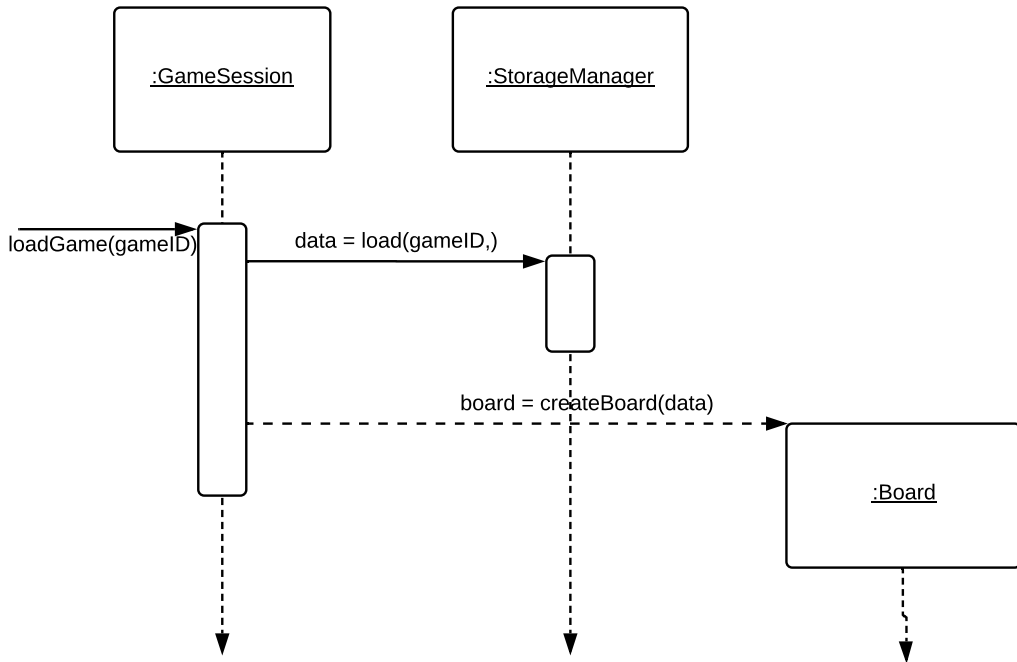 :GameSession
:StorageManager
loadGame(gameID)
data = load(gameID,)
board = createBoard(data)
:Board